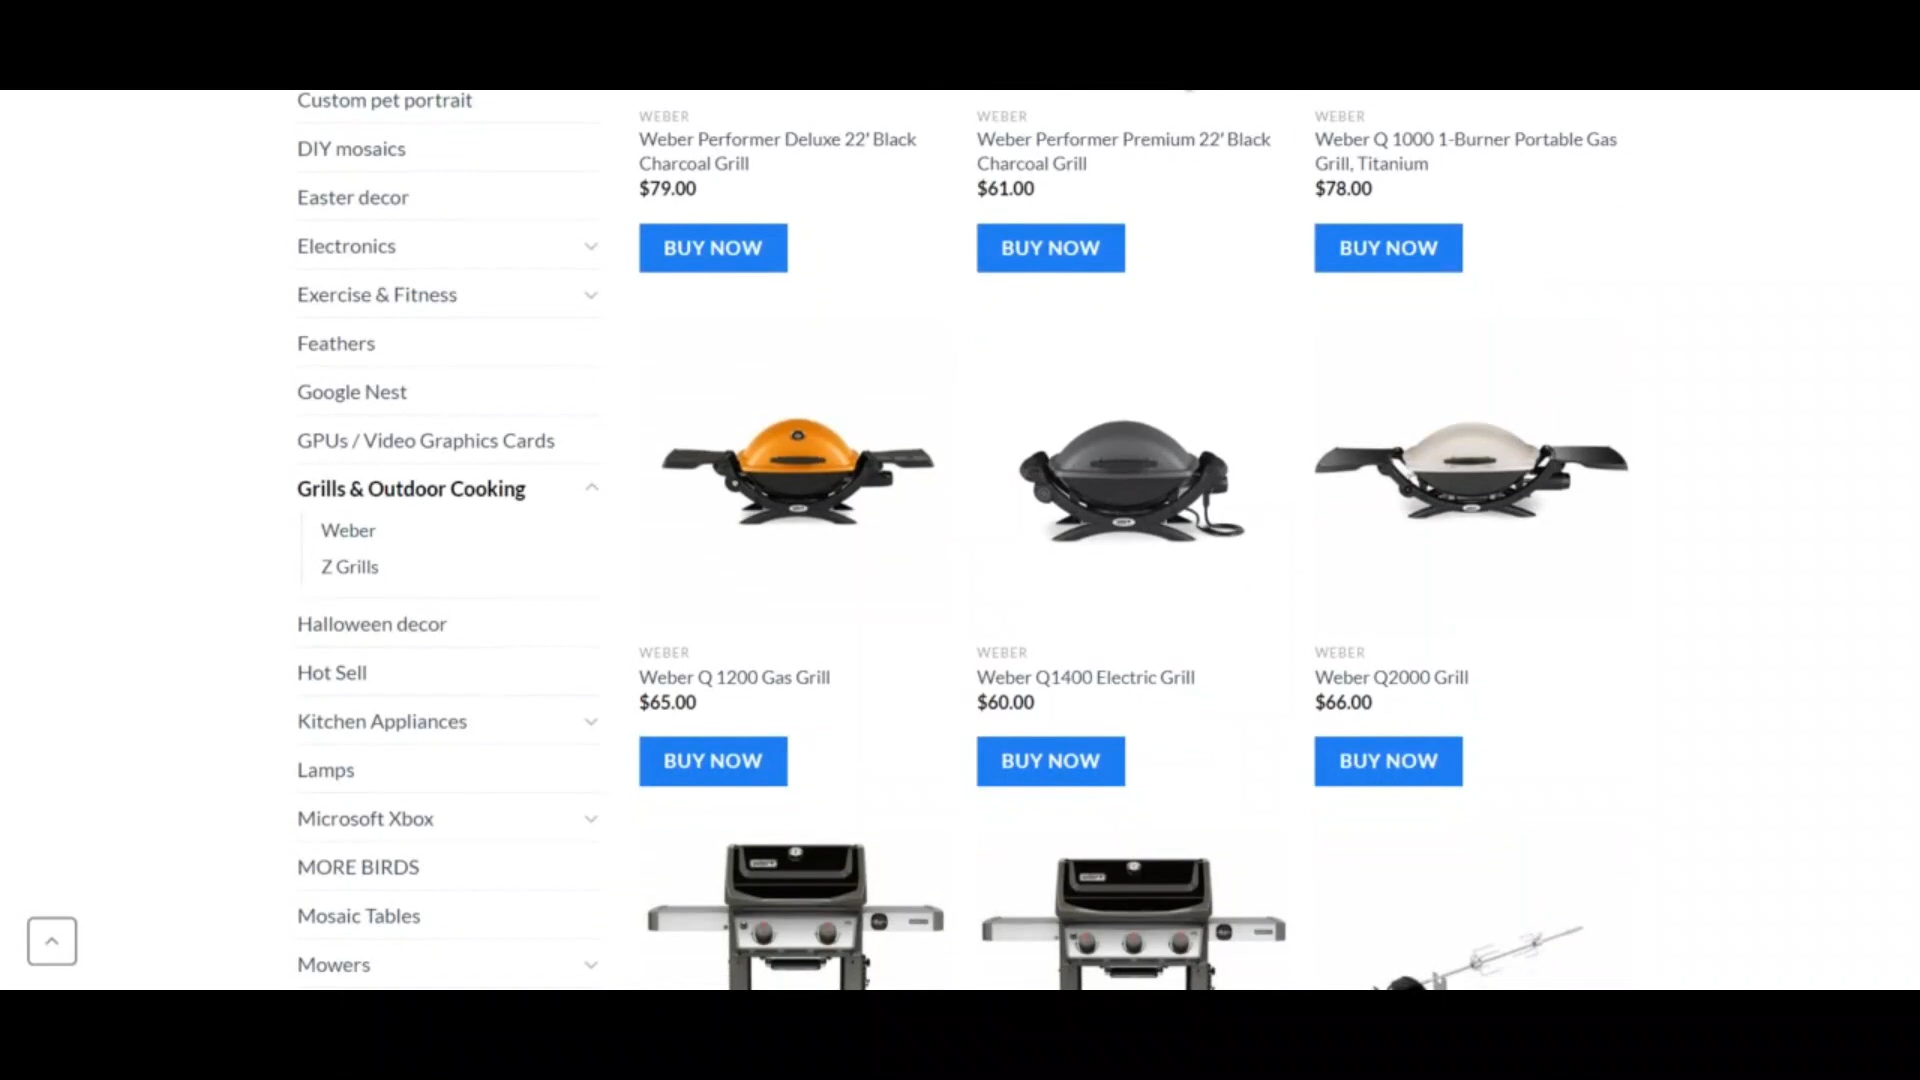 Custom pet portrait
DIY mosaics
Easter decor
Electronics
Exercise & Fitness
Feathers
Google Nest
GPUs / Video Graphics Cards
Grills & Outdoor Cooking
Weber
Z Grills
Halloween decor
Hot Sell
Kitchen Appliances
Lamps
Microsoft Xbox
MORE BIRDS
Mosaic Tables
Mowers
WEBER
Weber Performer Deluxe 22′ Black
Charcoal Grill
$79.00
BUY NOW
WEBER
Weber Performer Premium 22′ Black
Charcoal Grill
$61.00
BUY NOW
WEBER
Weber Q 1000 1-Burner Portable Gas
Grill, Titanium
$78.00
BUY NOW
WEBER
Weber Q 1200 Gas Grill
$65.00
BUY NOW
WEBER
Weber Q1400 Electric Grill
$60.00
BUY NOW
WEBER
Weber Q2000 Grill
$66.00
BUY NOW